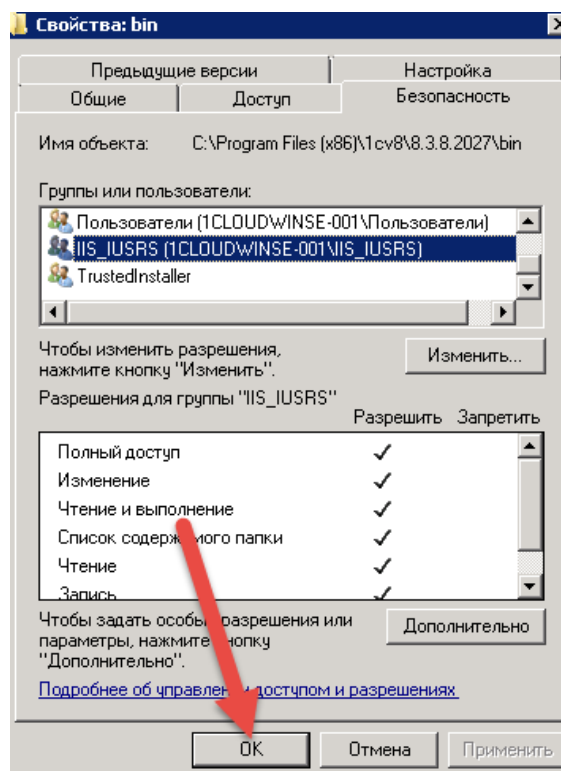 Свойства: bin
Предыдущие версии
Настройка
Общие
Доступ
Безопасность
Имя объекта: C:\Program Files (x86)\1cv8\8.3.8.2027\bin
Группы или пользователи:
Пользователи (1CLOUDWINSE-001\Пользователи)
IIS_IUSRS (1CLOUDWINSE-001\IIS_IUSRS)
TrustedInstaller
Чтобы изменить разрешения,
нажмите кнопку "Изменить".
Изменить...
Разрешения для группы "IIS_IUSRS"
Разрешить Запретить
Полный доступ
Изменение
Чтение и выполнение
Список содержимого папки
Чтение
Запись
Чтобы задать особые разрешения или
параметры, нажмите кнопку
"Дополнительно".
Дополнительно
Подробнее об управлении доступом и разрешениях
OK
Отмена
Применить